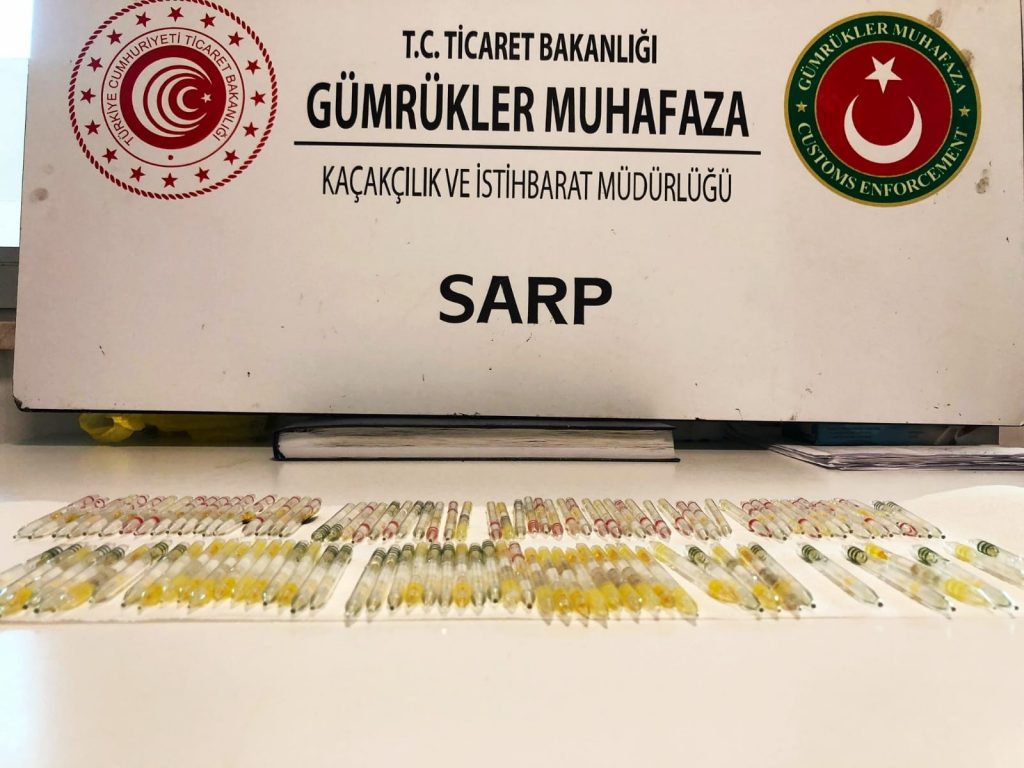 TÜRKİYE CUMHURİYETİ TİCARET BAKANLIĞI
T.C. TİCARET BAKANLIĞI
GÜMRÜKLER MUHAFAZA
KAÇAKÇILIK VE İSTİHBARAT MÜDÜRLÜĞÜ
GÜMRÜKLER MUHAFAZA
CUSTOMS ENFORCEMENT
SARP